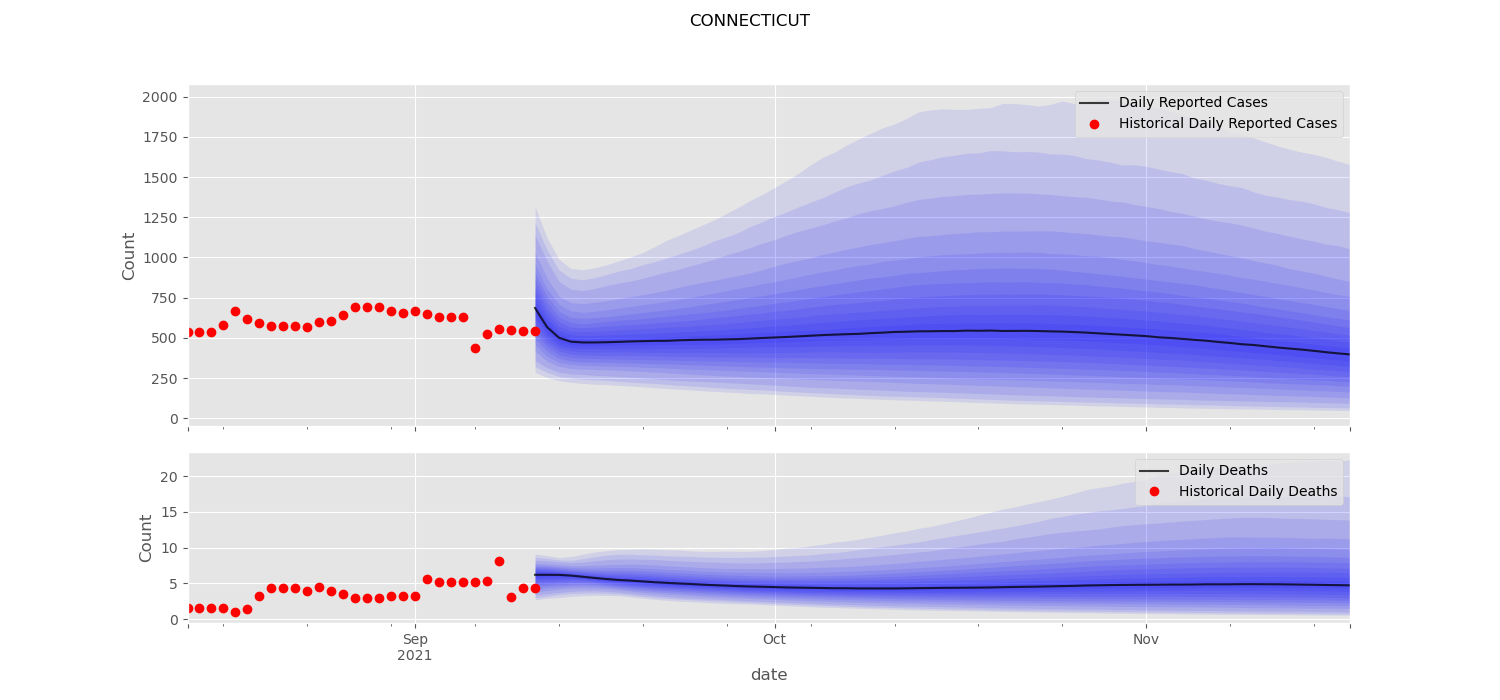 CONNECTICUT
2000
1750
1500
1250
1000
750
500
250
0
Count
Daily Reported Cases
Historical Daily Reported Cases
20
15
10
5
0
Count
Daily Deaths
Historical Daily Deaths
Sep
2021
Oct
Nov
date